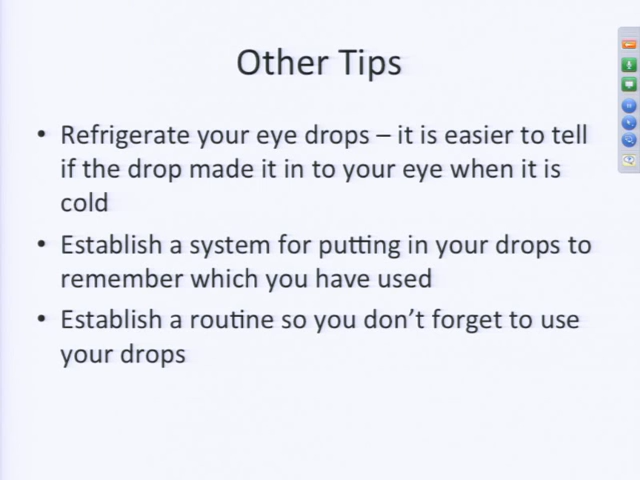 Other Tips
• Refrigerate your eye drops – it is easier to tell
if the drop made it in to your eye when it is
cold
• Establish a system for putting in your drops to
remember which you have used
• Establish a routine so you don’t forget to use
your drops